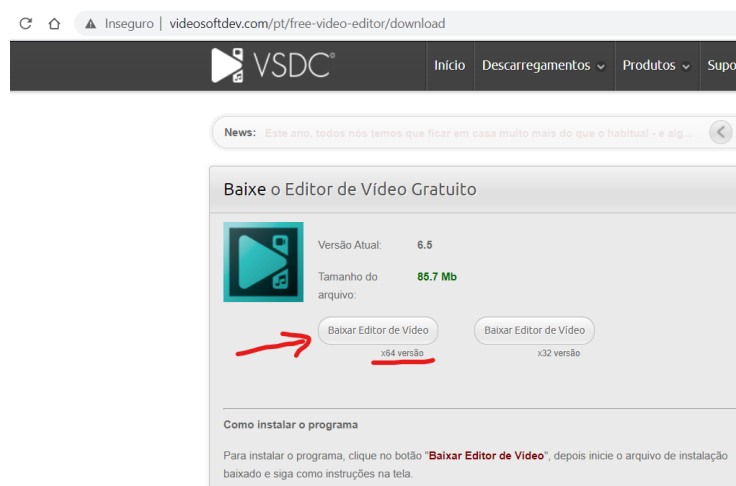 Inseguro | videosoftdev.com/pt/free-video-editor/download
VSDC
Início Descarregamentos Produtos Supo
News: Este ano, todos nós temos que ficar em casa muito mais do que o habitual - e alg...
Baixe o Editor de Vídeo Gratuito
Versão Atual: 6.5
Tamanho do arquivo: 85.7 Mb
Baixar Editor de Vídeo Baixar Editor de Vídeo
x64 versão x32 versão
Como instalar o programa
Para instalar o programa, clique no botão "Baixar Editor de Vídeo", depois inicie o arquivo de instalação
baixado e siga como instruções na tela.